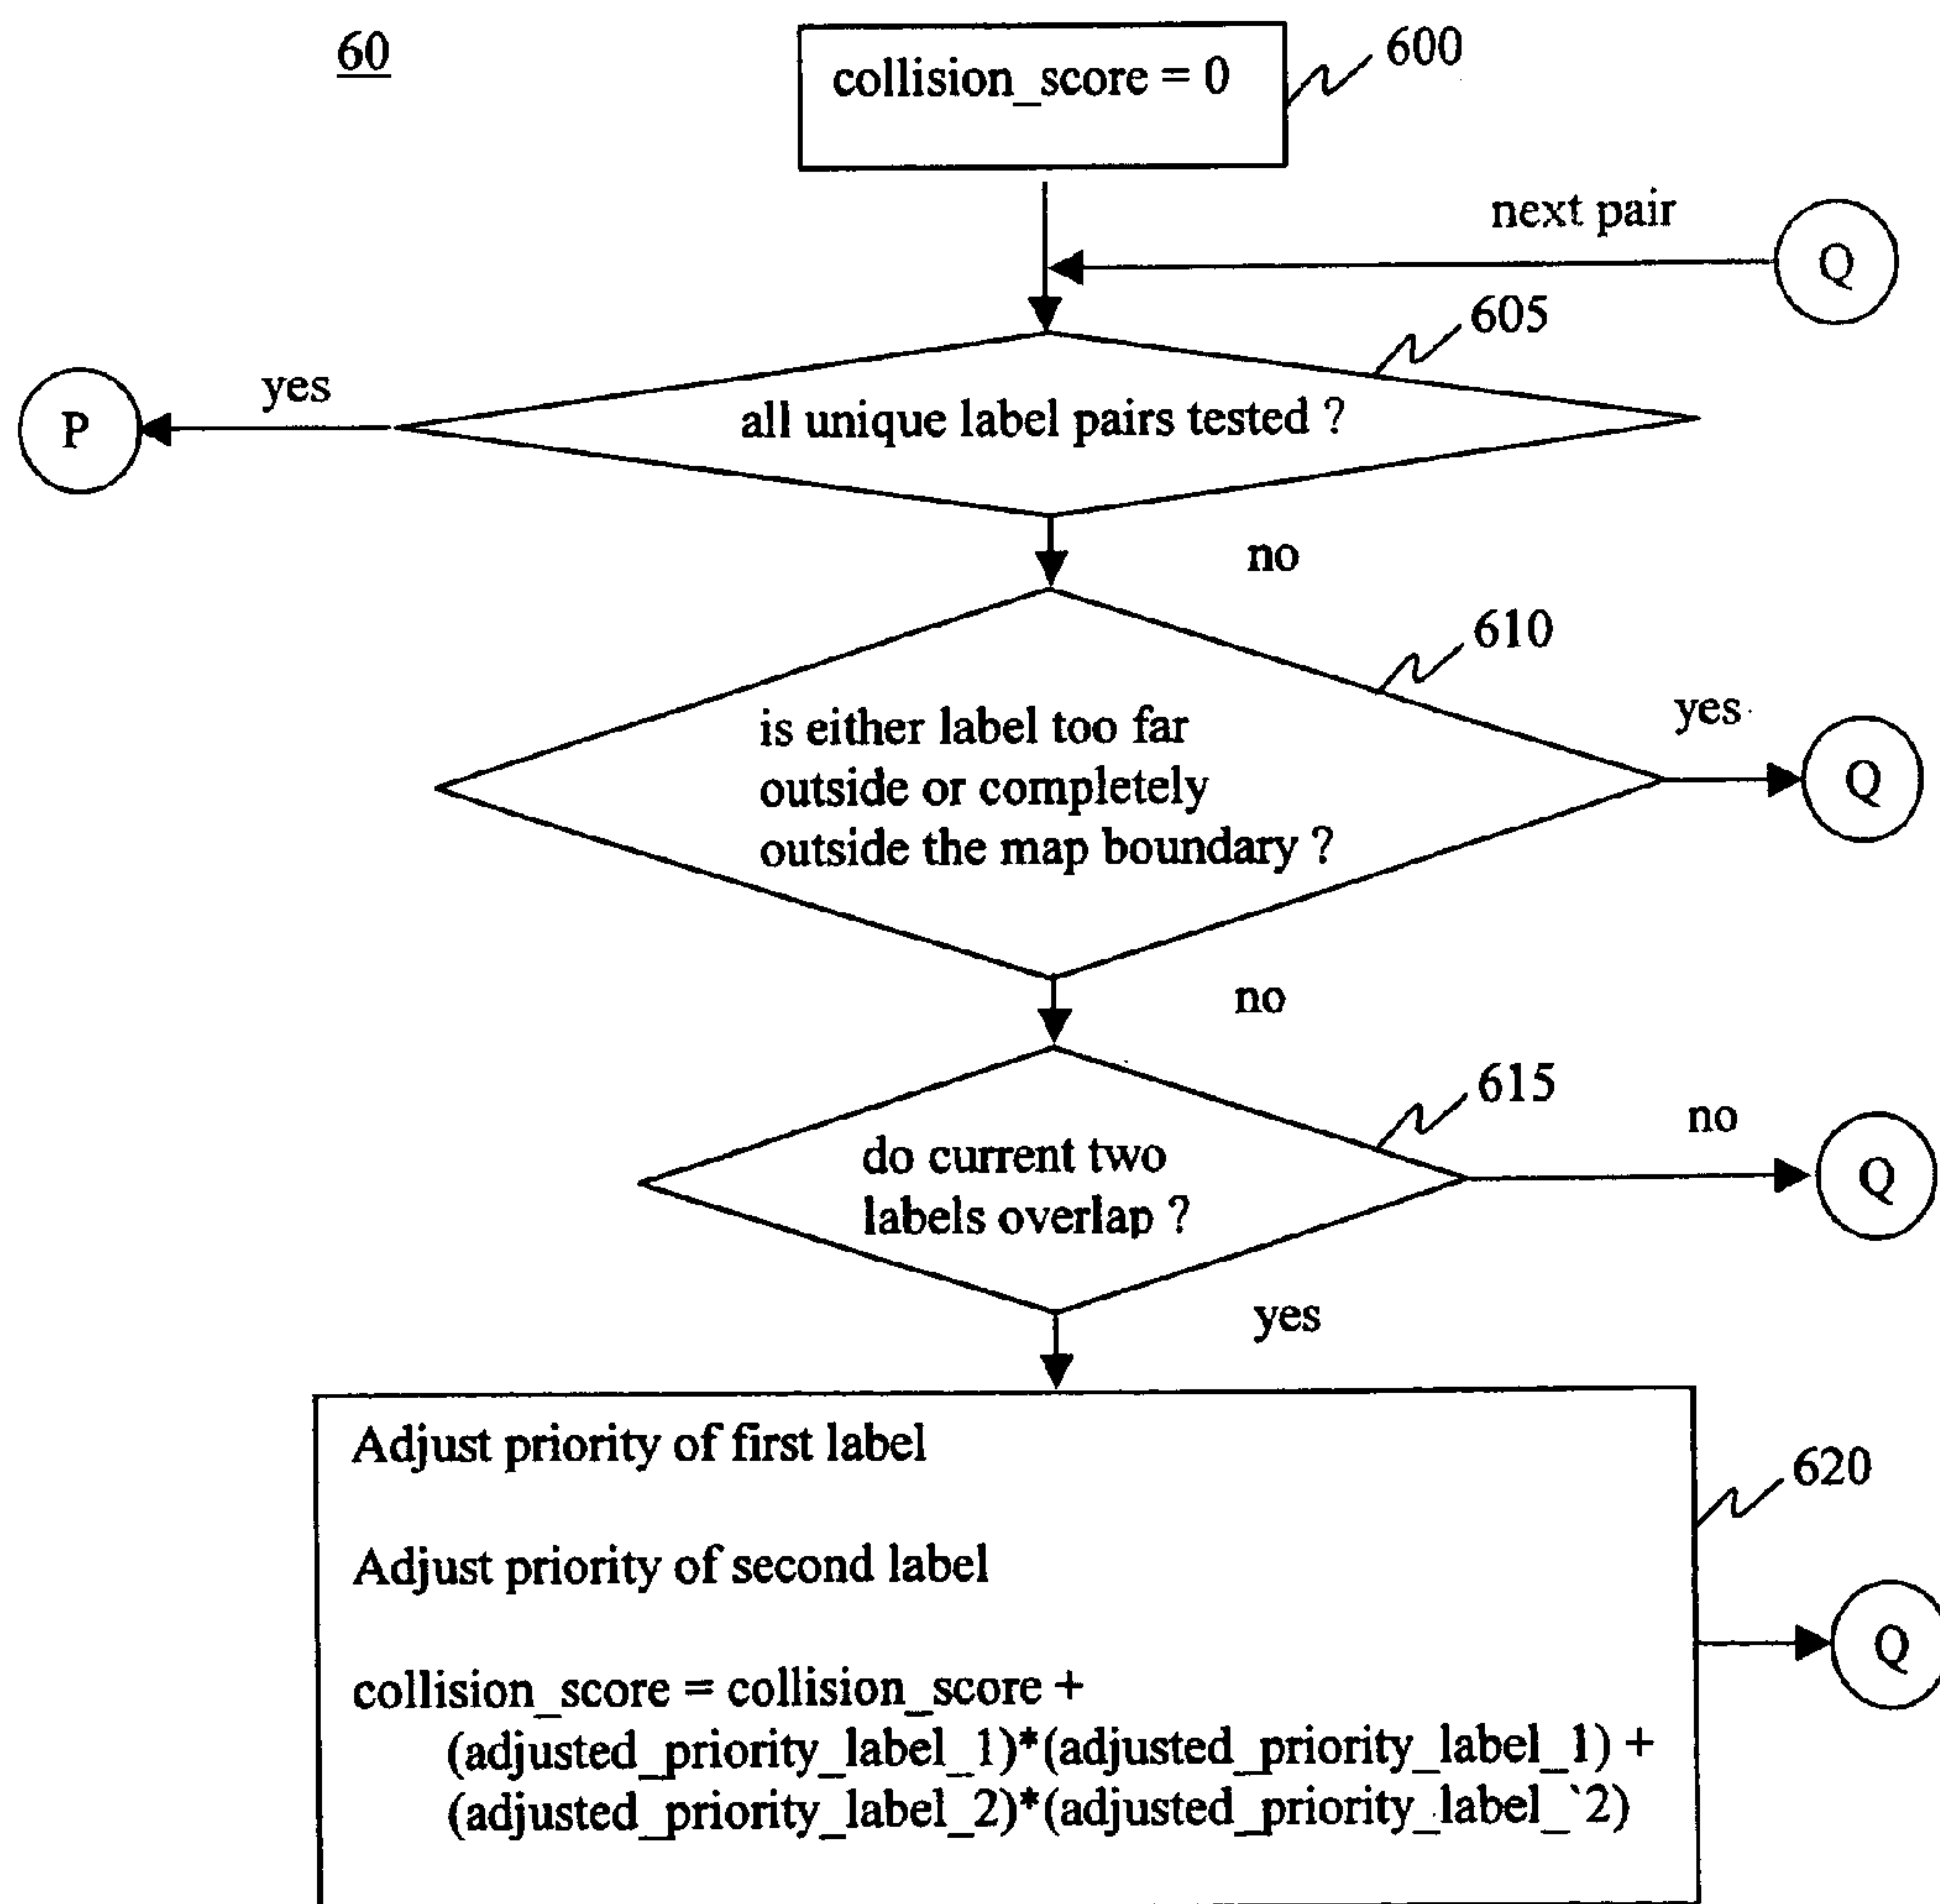 60
collision_score = 0
600
next pair
Q
605
yes
P
all unique label pairs tested ?
no
610
is either label too far
outside or completely
outside the map boundary ?
yes
Q
no
615
do current two
labels overlap ?
no
Q
yes
Adjust priority of first label
620
Adjust priority of second label
Q
collision_score = collision_score +
(adjusted_priority_label_1)*(adjusted_priority_label_1) +
(adjusted_priority_label_2)*(adjusted_priority_label_`2)